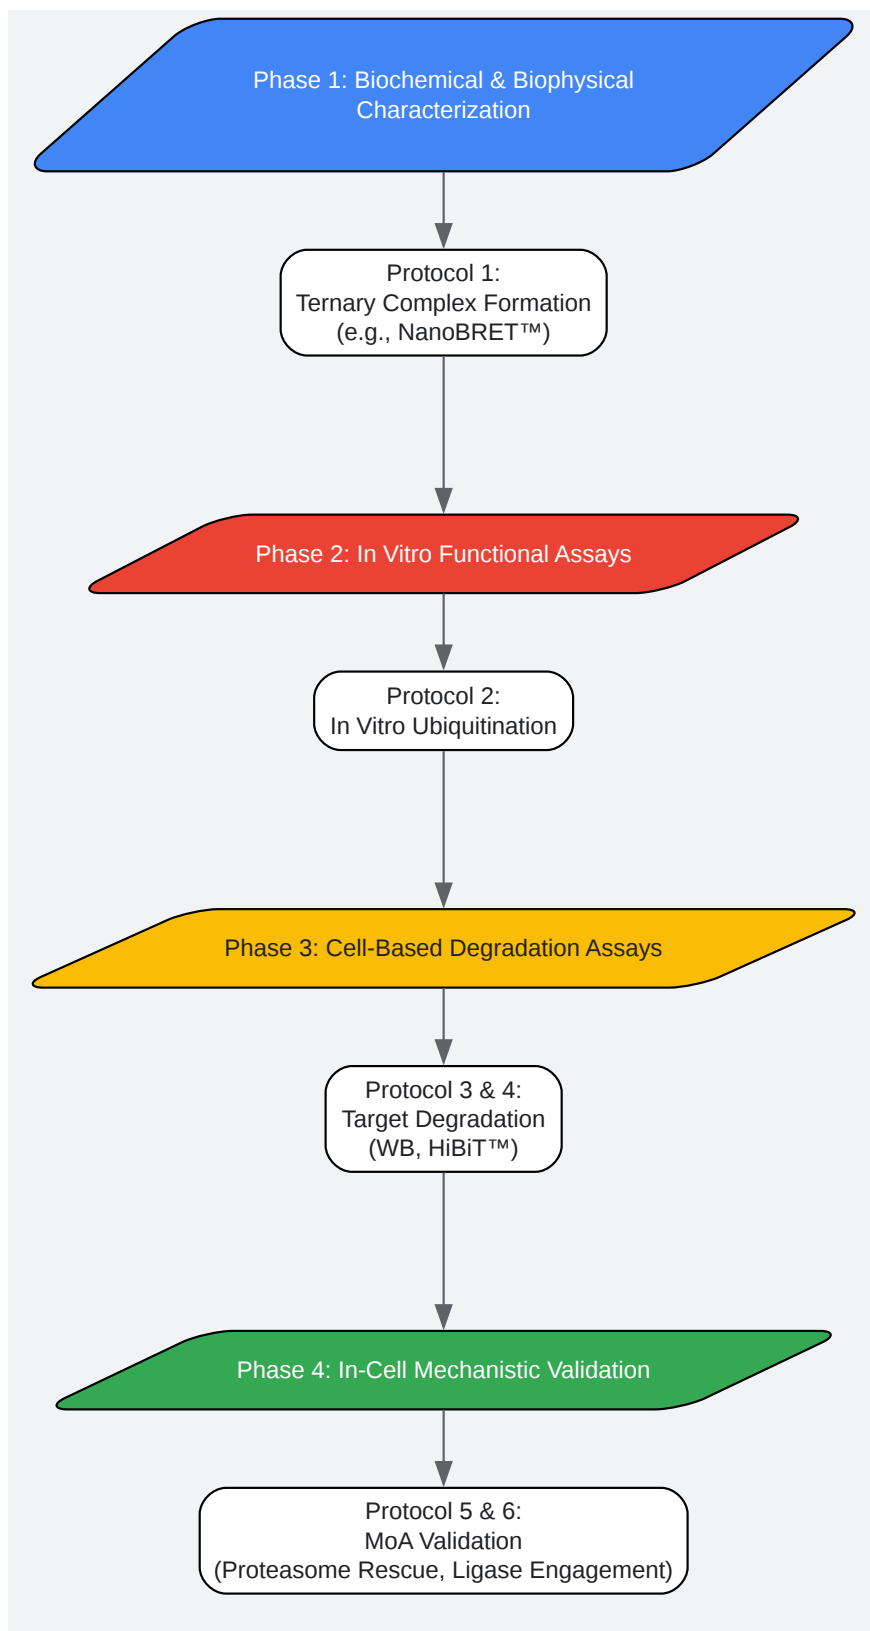 Phase 1: Biochemical & Biophysical
Characterization
Protocol 1:
Ternary Complex Formation
(e.g., NanoBRET™)
Phase 2: In Vitro Functional Assays
Protocol 2:
In Vitro Ubiquitination
Phase 3: Cell-Based Degradation Assays
Protocol 3 & 4:
Target Degradation
(WB, HiBiT™)
Phase 4: In-Cell Mechanistic Validation
Protocol 5 & 6:
MoA Validation
(Proteasome Rescue, Ligase Engagement)